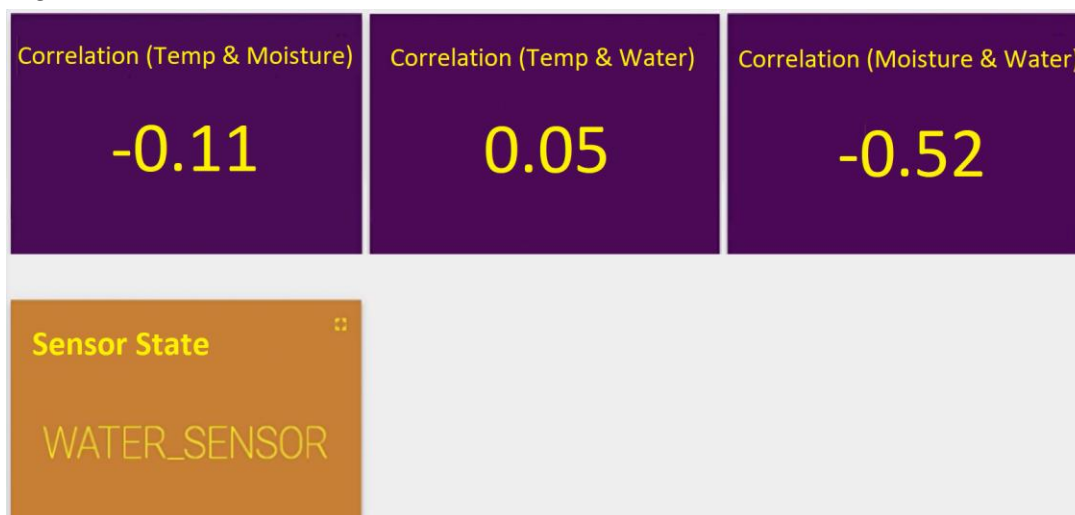 Correlation (Temp & Moisture)
-0.11
Correlation (Temp & Water)
0.05
Correlation (Moisture & Water)
-0.52
Sensor State
WATER_SENSOR